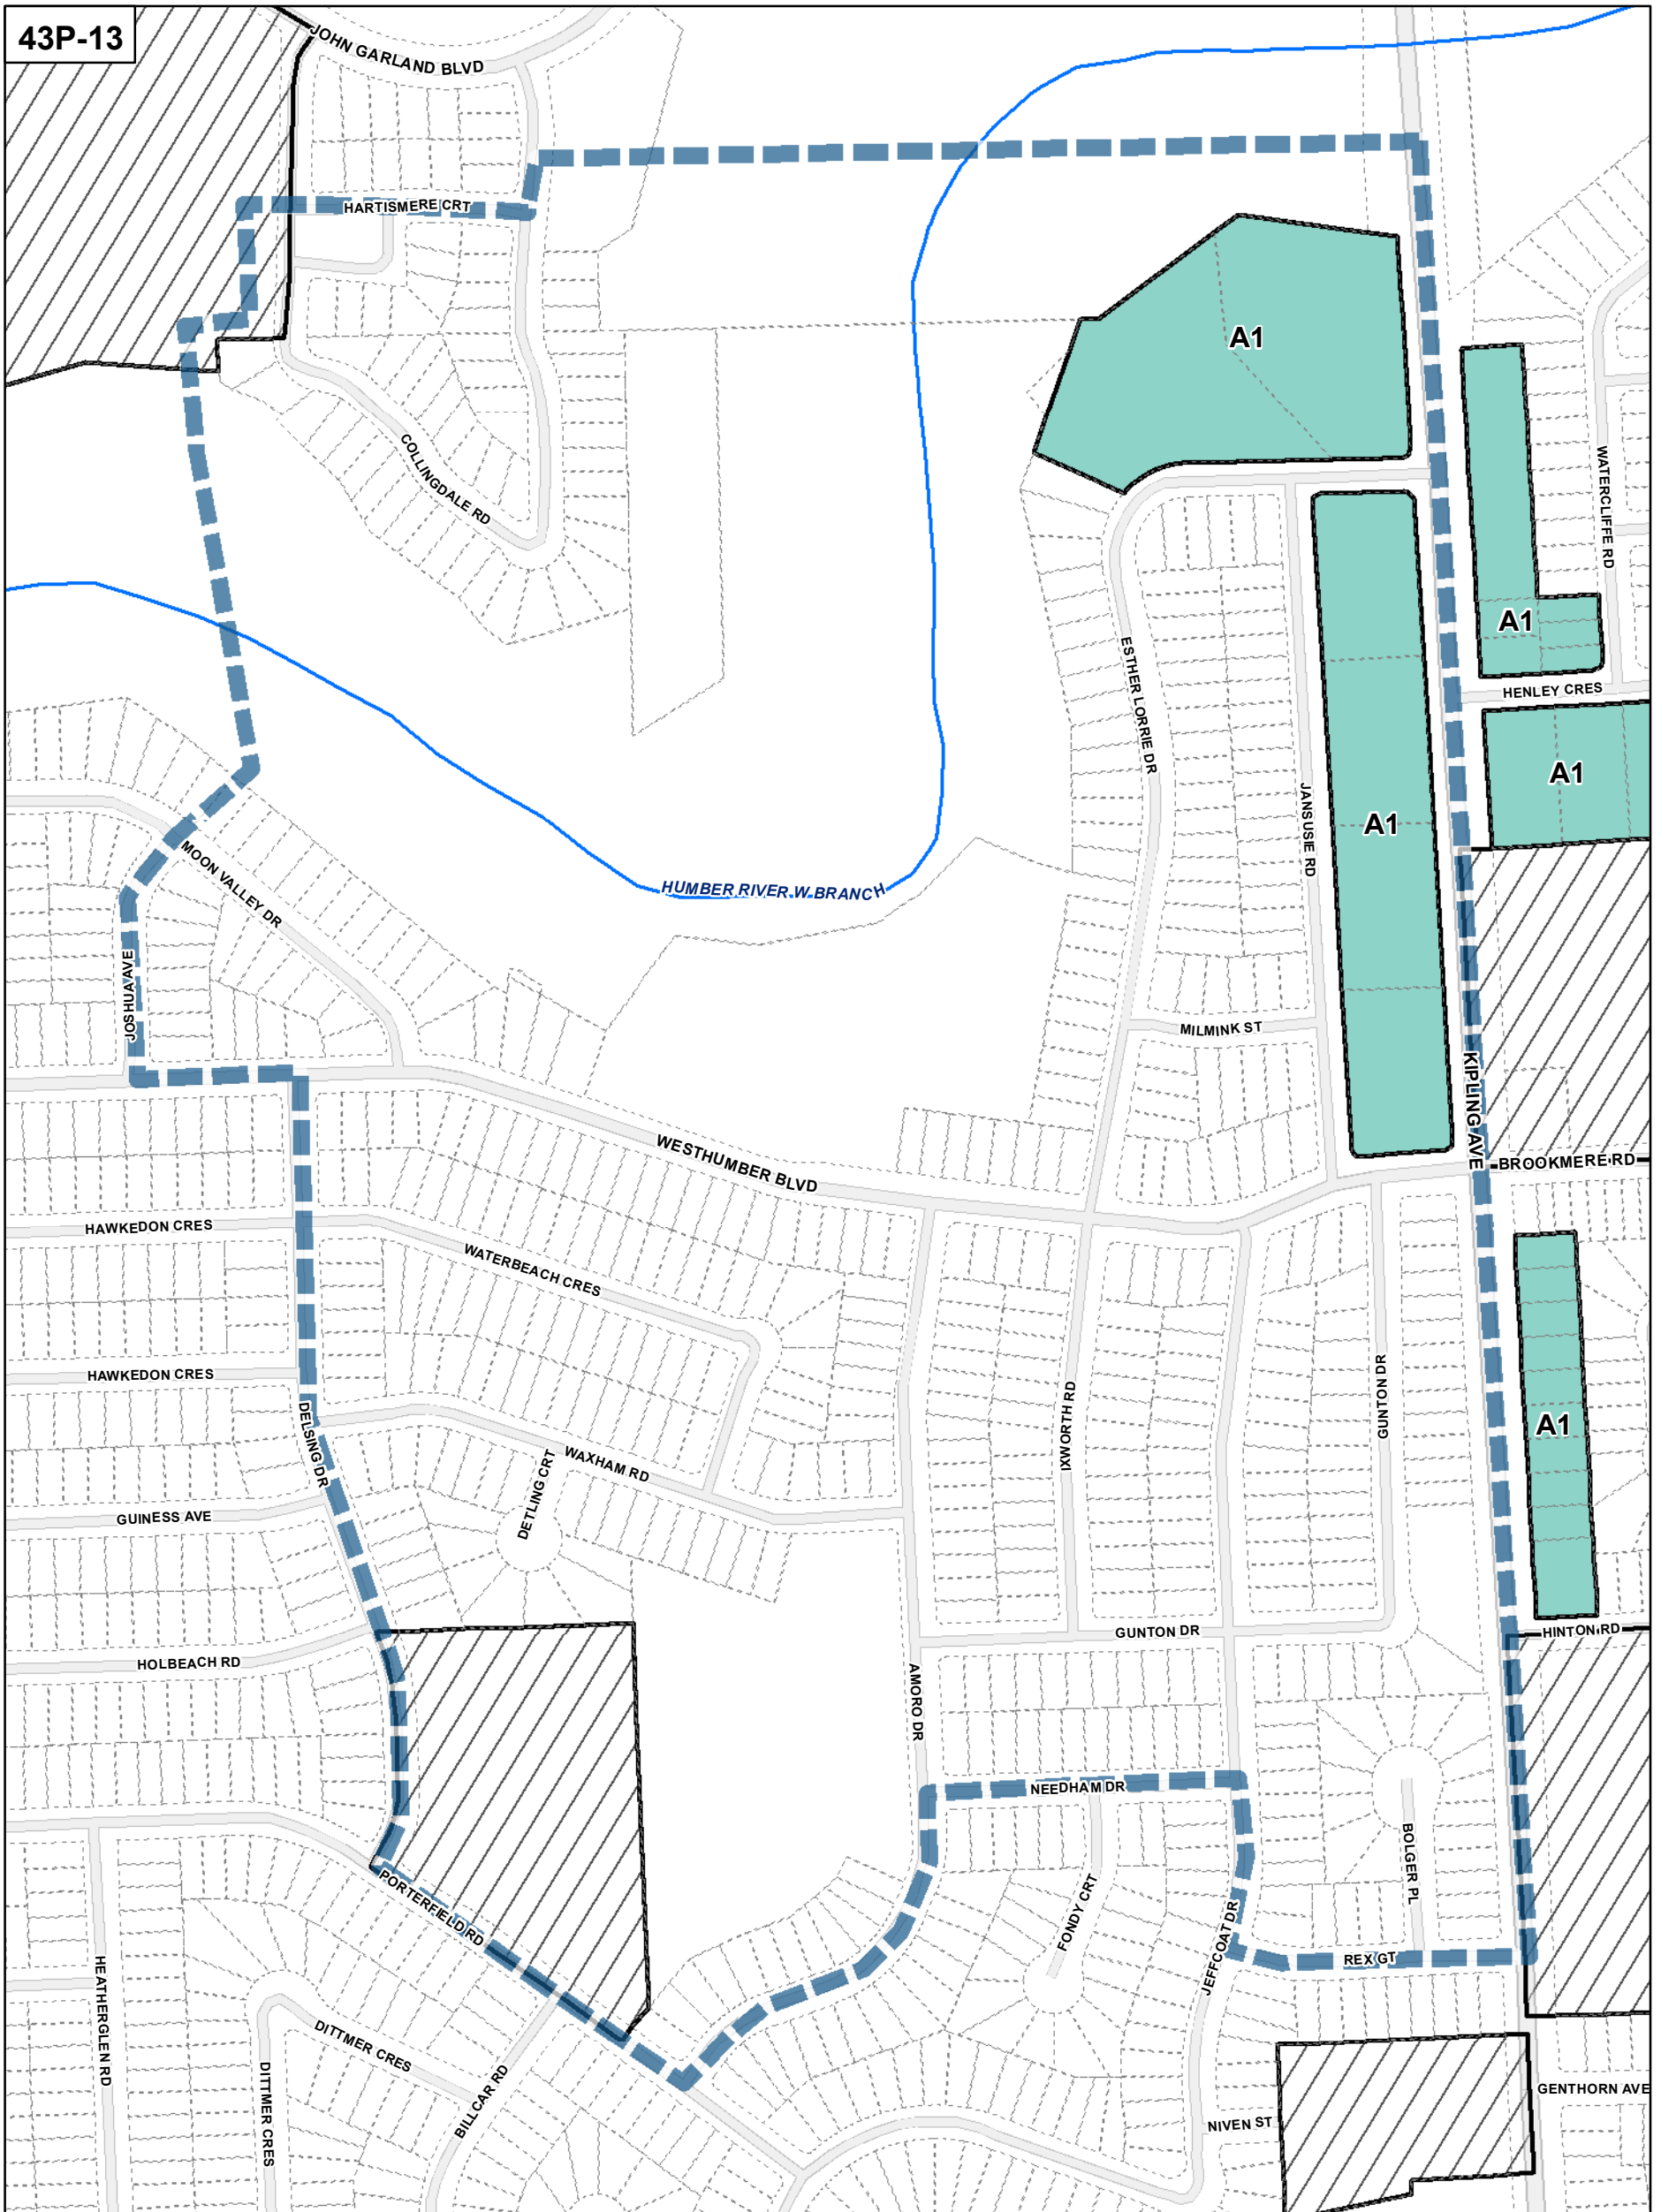 43P-13
JOHN GARLAND BLVD
HARTISMERE CRT
A1
COLLINGDALE RD
WATERCLIFFE RD
A1
ESTHER LORRIE DR
HENLEY CRES
A1
JANSUSIE RD
A1
MOON VALLEY DR
HUMBER RIVER W. BRANCH
JOSHUA AVE
MILMINK ST
KIPLING AVE
WESTHUMBER BLVD
BROOKMERE RD
HAWKEDON CRES
WATERBEACH CRES
HAWKEDON CRES
GUNTON DR
IXWORTH RD
A1
DELSING DR
WAXHAM RD
DETLING CRT
GUINESS AVE
GUNTON DR
HINTON RD
HOLBEACH RD
AMORO DR
NEEDHAM DR
BOLGER PL
PORTERFIELD RD
FONDY CRT
JEFFCOAT DR
REX GT
HEATHERGLEN RD
DITTMER CRES
DITTMER CRES
BILLCAR RD
GENTHORN AVE
NIVEN ST